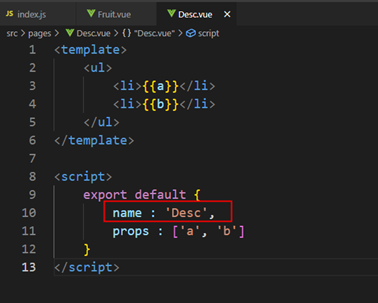 JS index.js Fruit.vue Desc.vue ×
src > pages > Desc.vue > {} "Desc.vue" > script
1 <template>
2 <ul>
3 <li>{{a}}</li>
4 <li>{{b}}</li>
5 </ul>
6 </template>
7
8 <script>
9 export default {
10 name : 'Desc',
11 props : ['a', 'b']
12 }
13 </script>